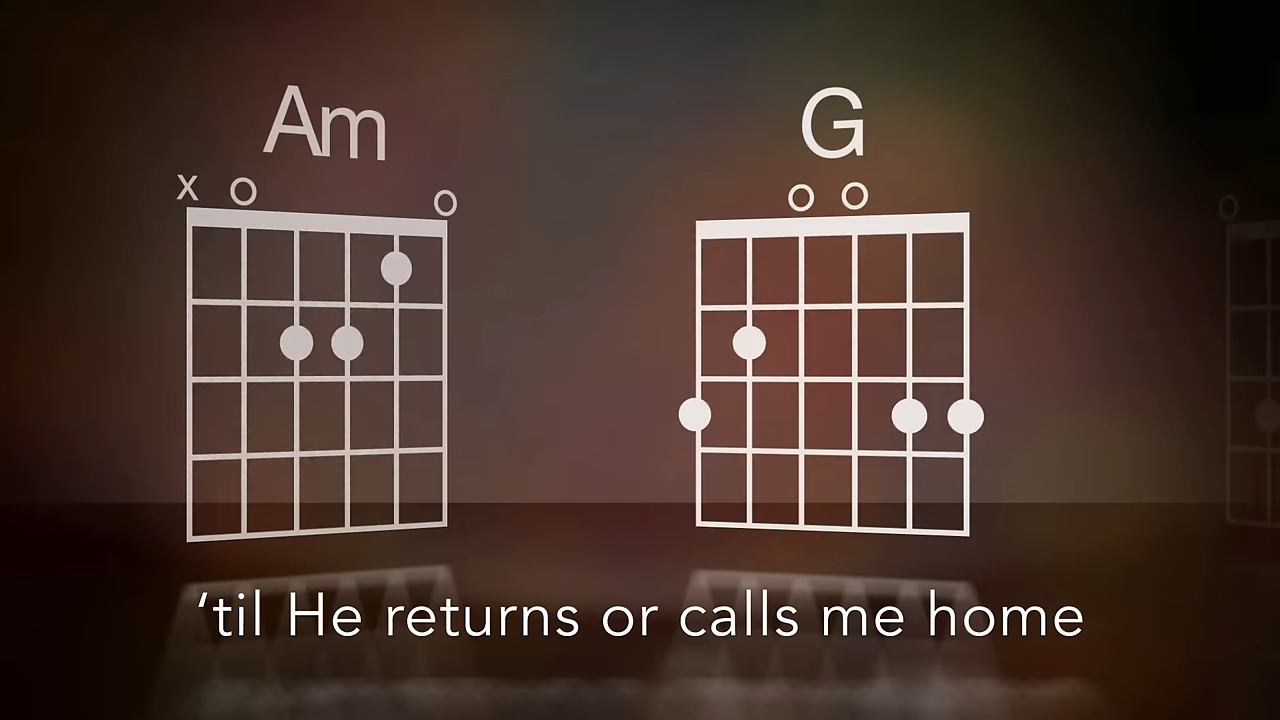 Am G
x o o o o
‘til He returns or calls me home